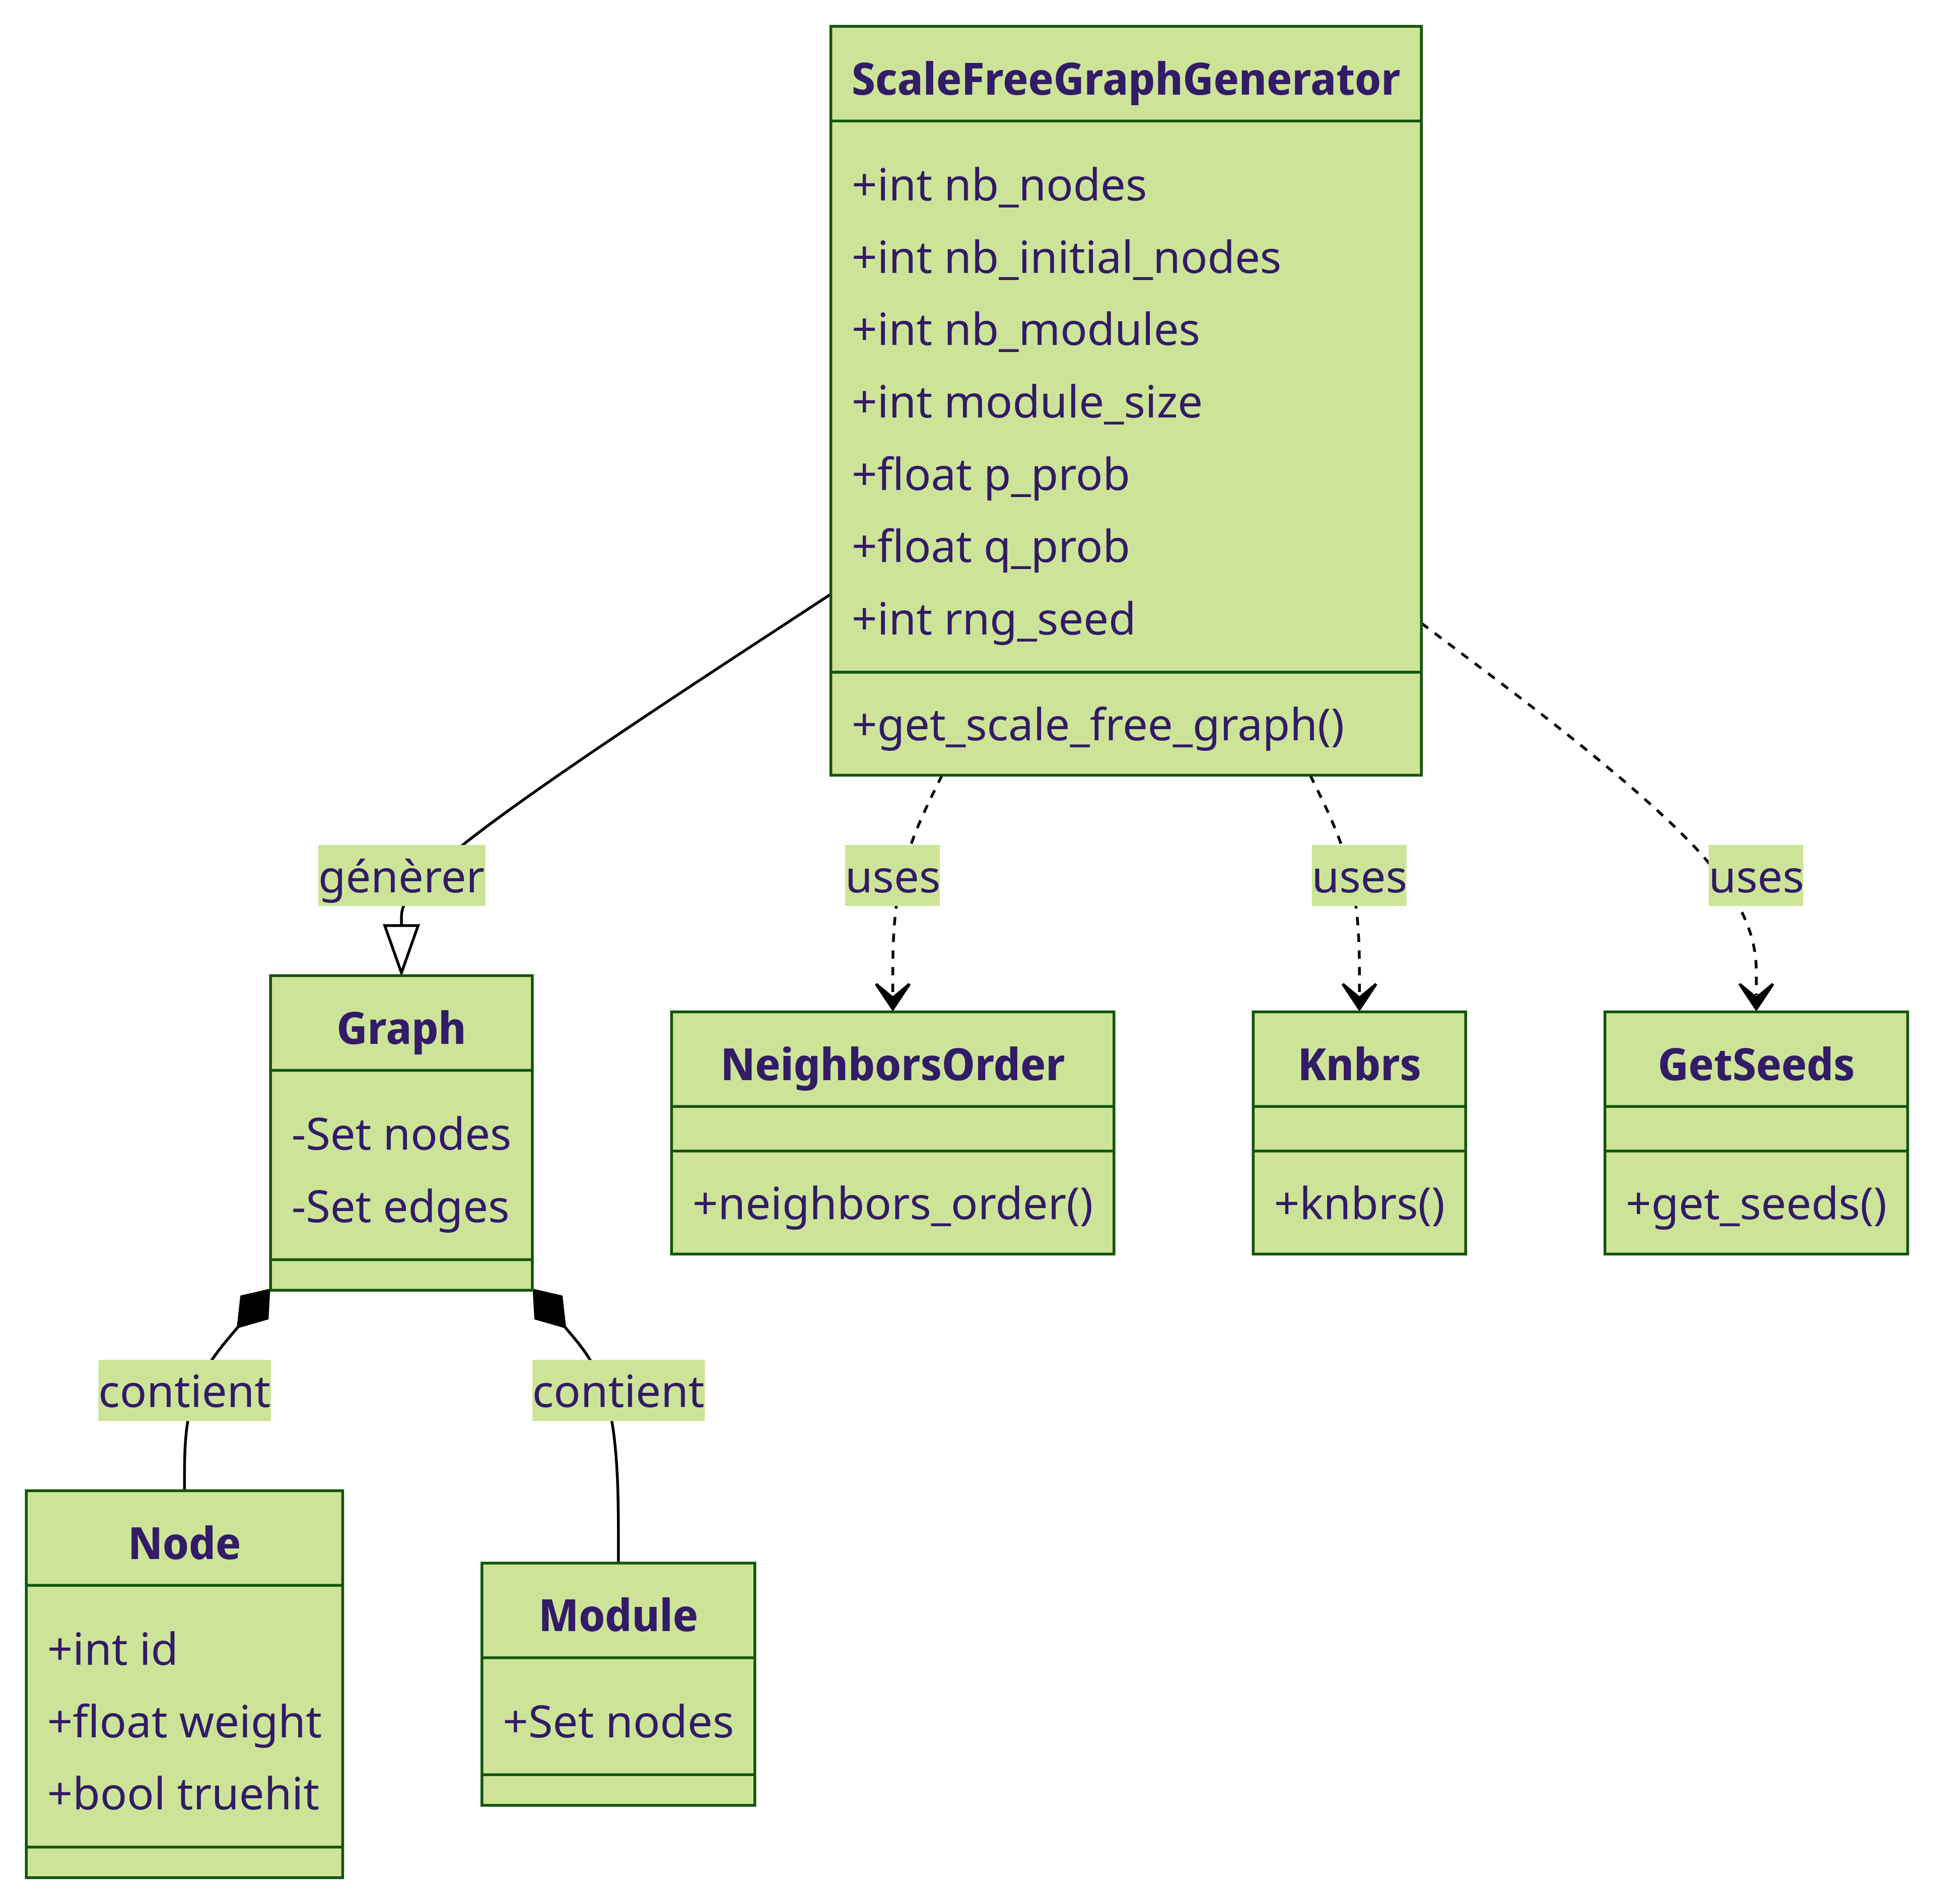 ScaleFreeGraphGenerator
+int nb_nodes
+int nb_initial_nodes
+int nb_modules
+int module_size
+float p_prob
+float q_prob
+int rng_seed
+get_scale_free_graph()
génèrer
uses
uses
uses
Graph
-Set nodes
-Set edges
NeighborsOrder
+neighbors_order()
Knbrs
+knbrs()
GetSeeds
+get_seeds()
contient
contient
Node
+int id
+float weight
+bool truehit
Module
+Set nodes